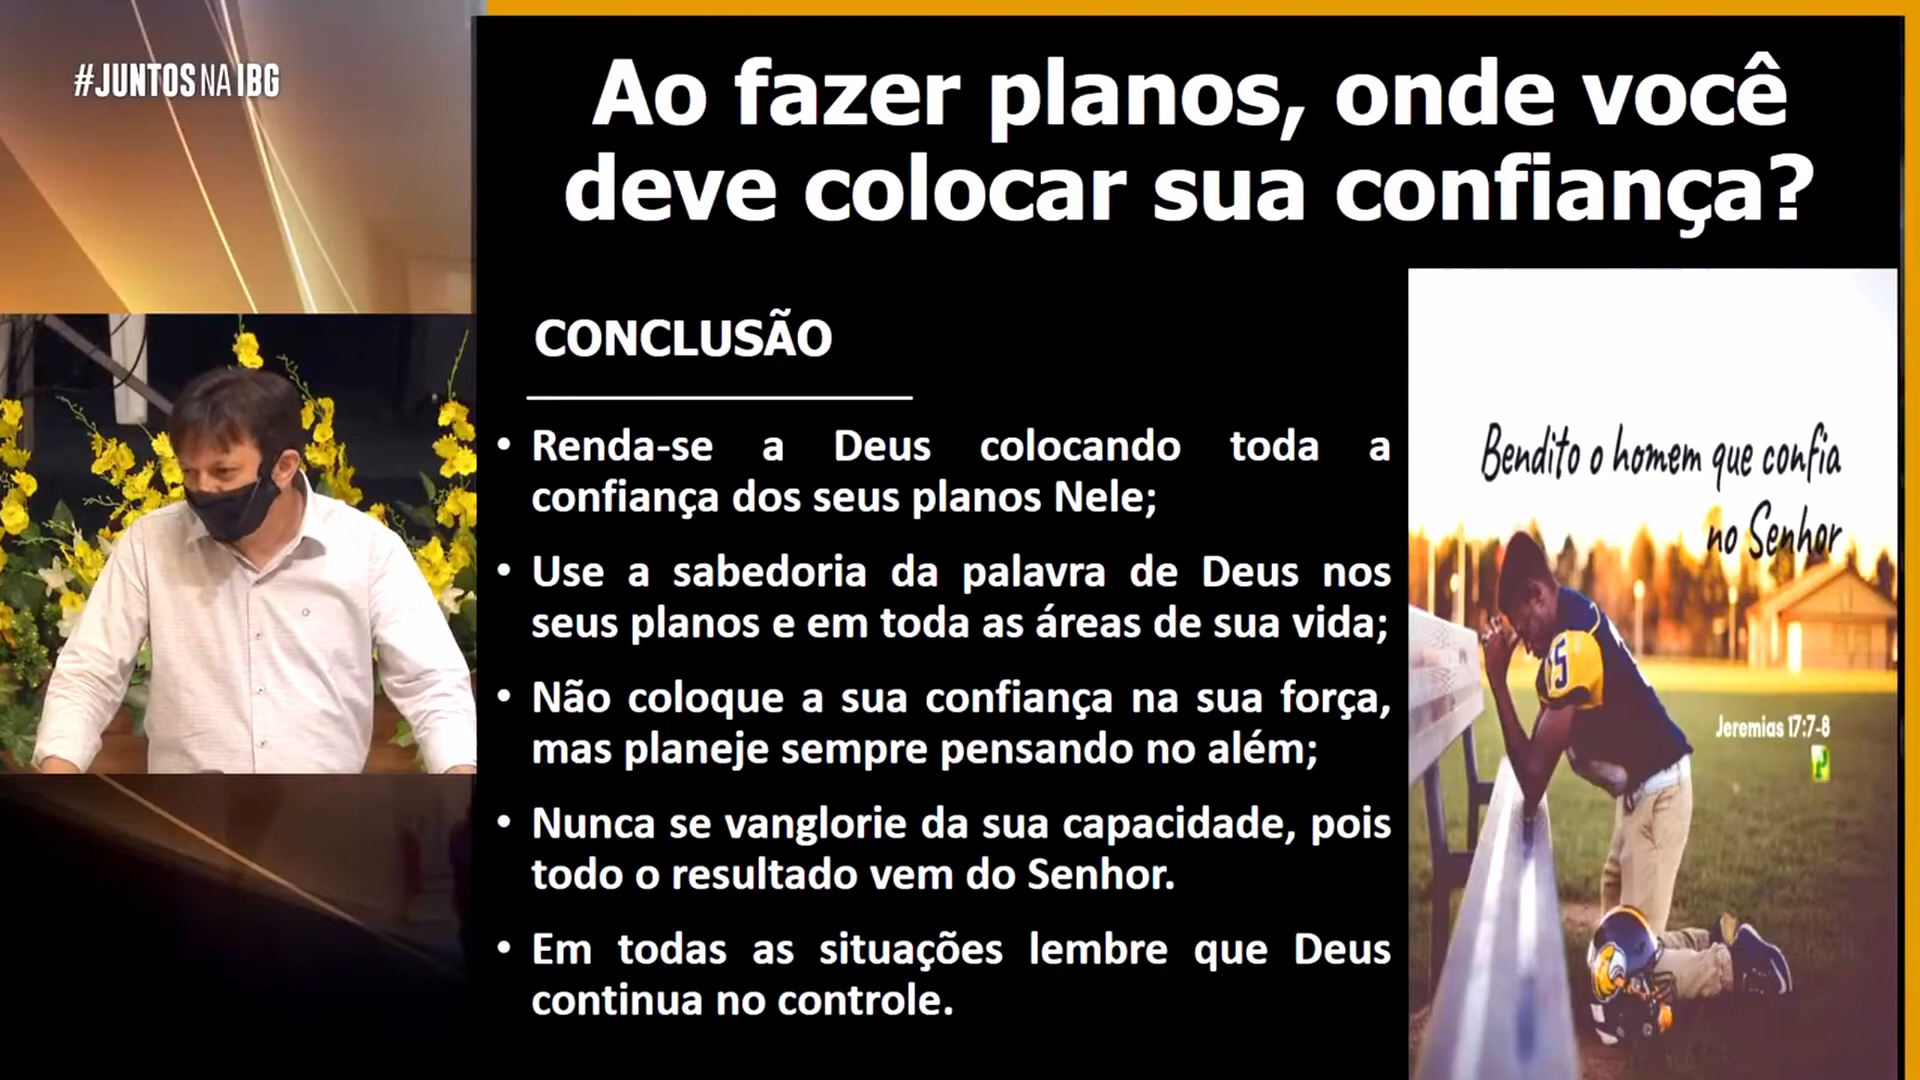 #JUNTOS NA IBG
Ao fazer planos, onde você
deve colocar sua confiança?
CONCLUSÃO
• Renda-se a Deus colocando toda a
confiança dos seus planos Nele;
• Use a sabedoria da palavra de Deus nos
seus planos e em toda as áreas de sua vida;
• Não coloque a sua confiança na sua força,
mas planeje sempre pensando no além;
• Nunca se vanglorie da sua capacidade, pois
todo o resultado vem do Senhor.
• Em todas as situações lembre que Deus
continua no controle.
Bendito o homem que confia
no Senhor
15
Jeremias 17:7-8
P